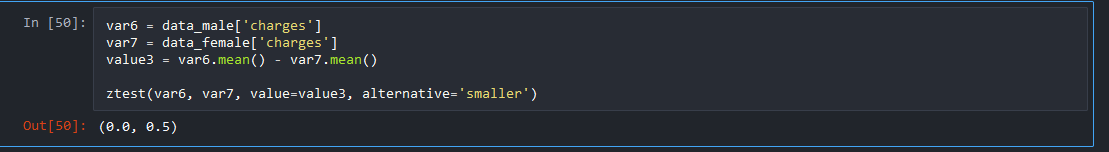 In [50]:
var6 = data_male['charges']
var7 = data_female['charges']
value3 = var6.mean() - var7.mean()
ztest(var6, var7, value=value3, alternative='smaller')
Out[50]: (0.0, 0.5)